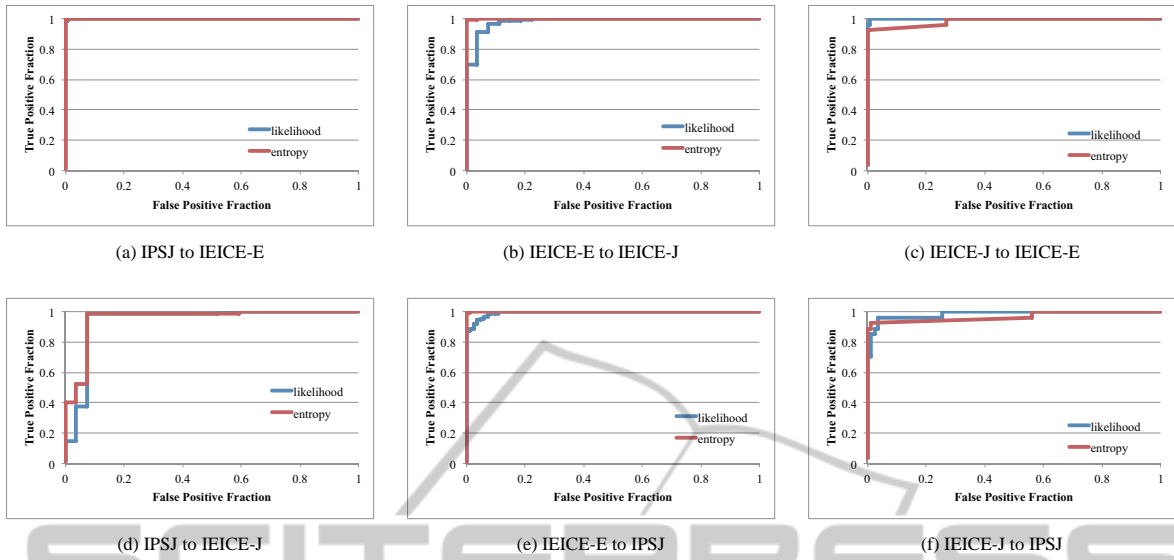 True Positive Fraction
1
0.8
0.6
0.4
0.2
0
likelihood
entropy
0 0.2 0.4 0.6 0.8 1
False Positive Fraction
(a) IPSJ to IEICE-E
True Positive Fraction
1
0.8
0.6
0.4
0.2
0
likelihood
entropy
0 0.2 0.4 0.6 0.8 1
False Positive Fraction
(b) IEICE-E to IEICE-J
True Positive Fraction
1
0.8
0.6
0.4
0.2
0
likelihood
entropy
0 0.2 0.4 0.6 0.8 1
False Positive Fraction
(c) IEICE-J to IEICE-E
True Positive Fraction
1
0.8
0.6
0.4
0.2
0
likelihood
entropy
0 0.2 0.4 0.6 0.8 1
False Positive Fraction
(d) IPSJ to IEICE-J
True Positive Fraction
1
0.8
0.6
0.4
0.2
0
likelihood
entropy
0 0.2 0.4 0.6 0.8 1
False Positive Fraction
(e) IEICE-E to IPSJ
True Positive Fraction
1
0.8
0.6
0.4
0.2
0
likelihood
entropy
0 0.2 0.4 0.6 0.8 1
False Positive Fraction
(f) IEICE-J to IPSJ